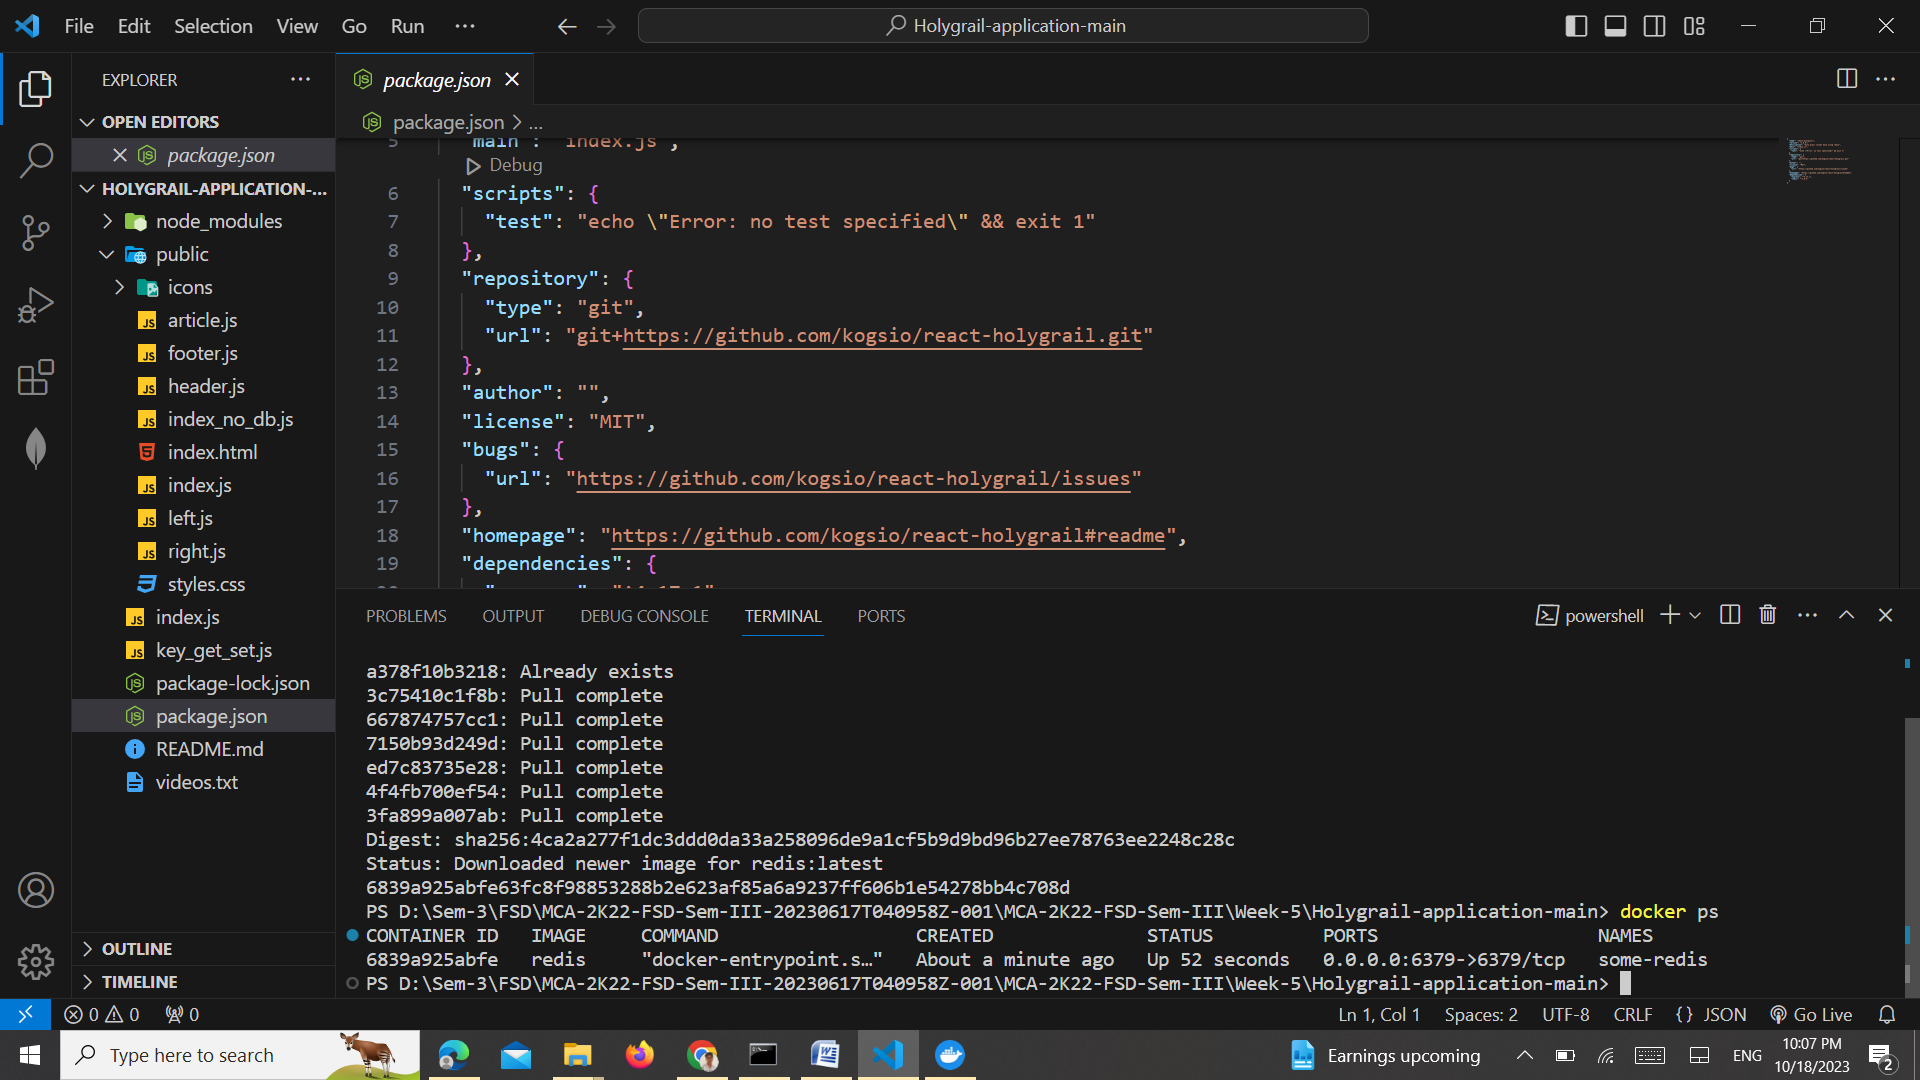 File Edit Selection View Go Run ···
Holygrail-application-main
EXPLORER
OPEN EDITORS
package.json
HOLYGRAIL-APPLICATION-...
node_modules
public
icons
article.js
footer.js
header.js
index_no_db.js
index.html
index.js
left.js
right.js
styles.css
index.js
key_get_set.js
package-lock.json
package.json
README.md
videos.txt
OUTLINE
TIMELINE
package.json
package.json > ...
5 "main": "index.js",
Debug
6 "scripts": {
7 "test": "echo \"Error: no test specified\" && exit 1"
8 },
9 "repository": {
10 "type": "git",
11 "url": "git+https://github.com/kogsio/react-holygrail.git"
12 },
13 "author": "",
14 "license": "MIT",
15 "bugs": {
16 "url": "https://github.com/kogsio/react-holygrail/issues"
17 },
18 "homepage": "https://github.com/kogsio/react-holygrail#readme",
19 "dependencies": {
PROBLEMS OUTPUT DEBUG CONSOLE TERMINAL PORTS
powershell
a378f10b3218: Already exists
3c75410c1f8b: Pull complete
667874757cc1: Pull complete
7150b93d249d: Pull complete
ed7c83735e28: Pull complete
4f4fb700ef54: Pull complete
3fa899a007ab: Pull complete
Digest: sha256:4ca2a277f1dc3ddd0da33a258096de9a1cf5b9d9bd96b27ee78763ee2248c28c
Status: Downloaded newer image for redis:latest
6839a925abfe63fc8f98853288b2e623af85a6a9237ff606b1e54278bb4c708d
PS D:\Sem-3\FSD\MCA-2K22-FSD-Sem-III-20230617T040958Z-001\MCA-2K22-FSD-Sem-III\Week-5\Holygrail-application-main> docker ps
CONTAINER ID IMAGE COMMAND CREATED STATUS PORTS NAMES
6839a925abfe redis "docker-entrypoint.s…" About a minute ago Up 52 seconds 0.0.0.0:6379->6379/tcp some-redis
PS D:\Sem-3\FSD\MCA-2K22-FSD-Sem-III-20230617T040958Z-001\MCA-2K22-FSD-Sem-III\Week-5\Holygrail-application-main>
0 0 0 Ln 1, Col 1 Spaces: 2 UTF-8 CRLF {} JSON Go Live
Type here to search
Earnings upcoming
ENG
10:07 PM
10/18/2023
2